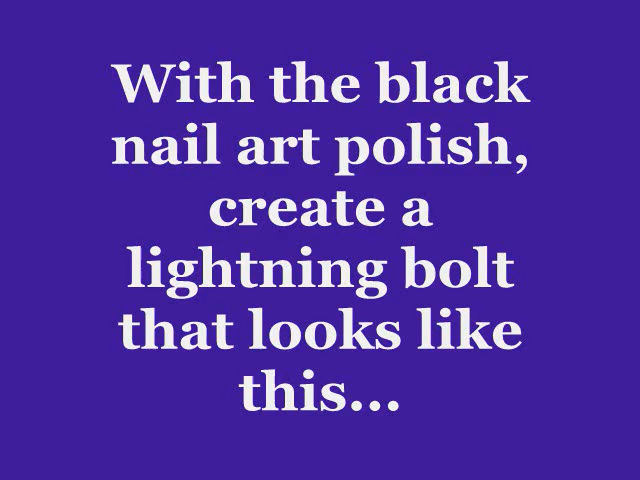 With the black
nail art polish,
create a
lightning bolt
that looks like
this...